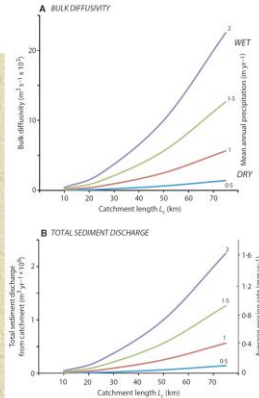 A BULK DIFFUSIVITY
Bulk diffusivity (m² s⁻¹ x 10³)
20
10
0
2
WET
1·5
1
DRY
0·5
Mean annual precipitation (m yr⁻¹)
10 20 30 40 50 60 70
Catchment length Lc (km)
B TOTAL SEDIMENT DISCHARGE
Total sediment discharge
from catchment (m³ yr⁻¹ x 10⁶)
2
1
0
2
1·5
1
0·5
1·6
1·2
0·8
0·4
0
10 20 30 40 50 60 70
Catchment length Lc (km)